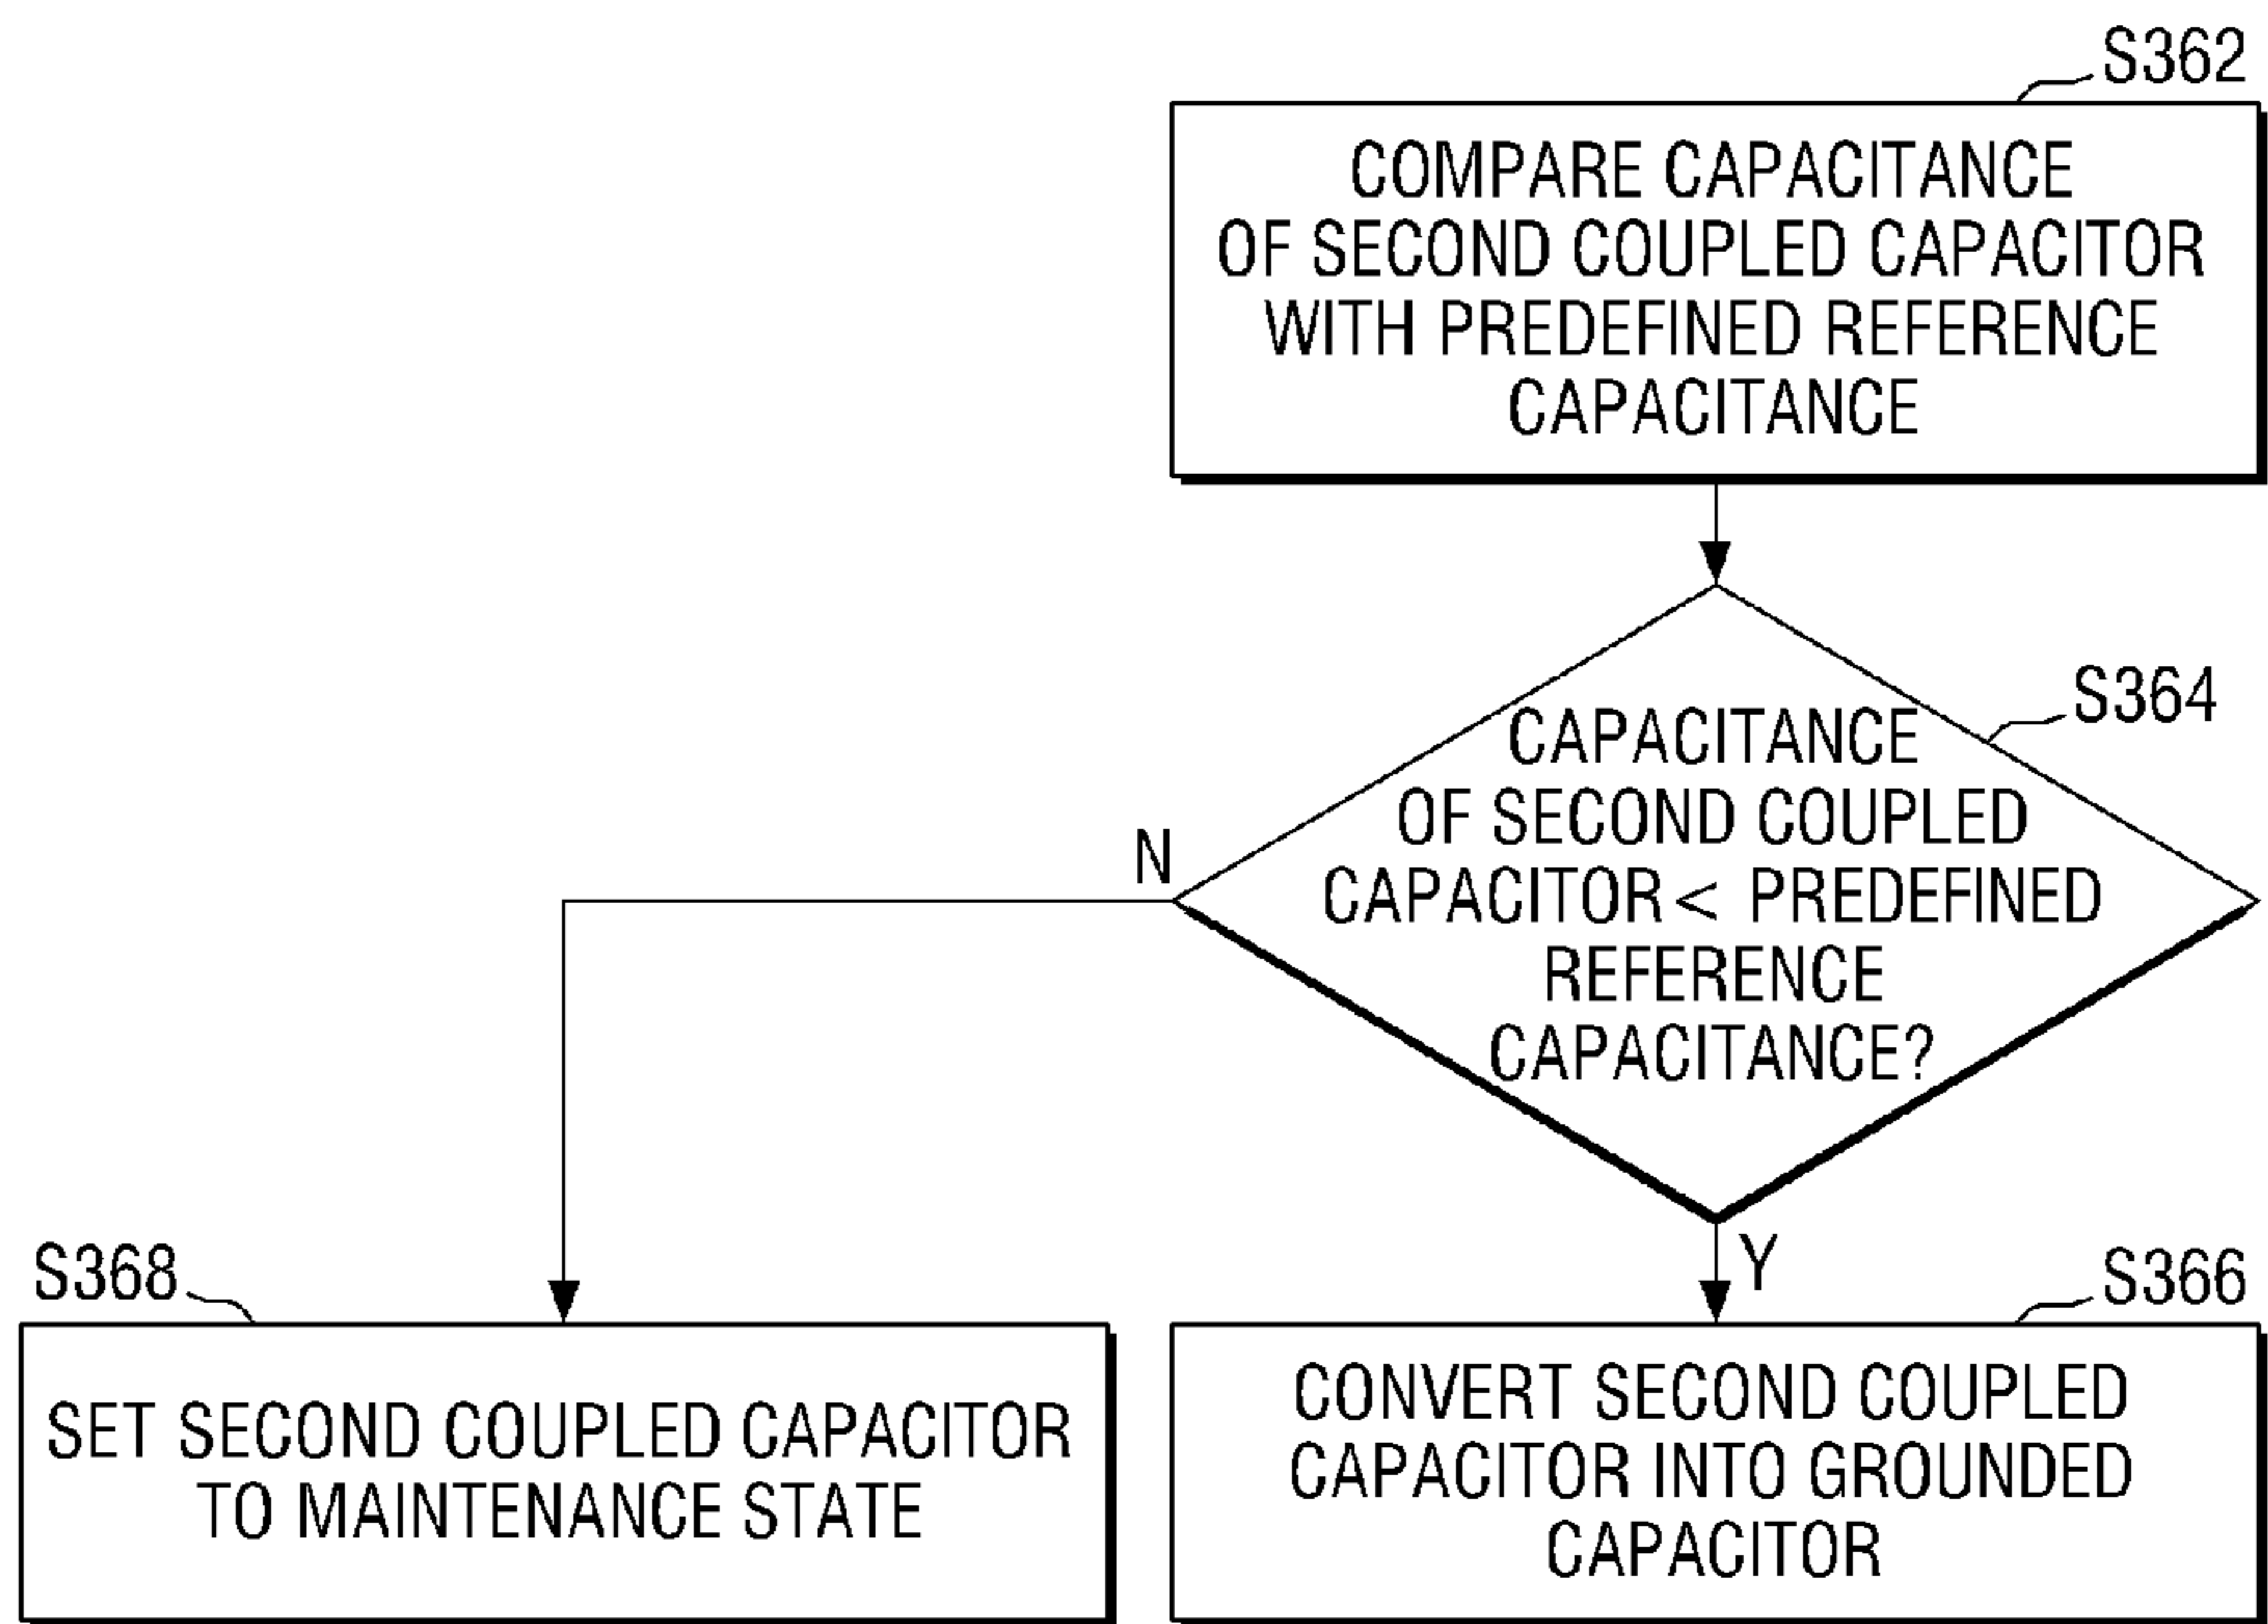 S362
COMPARE CAPACITANCE
OF SECOND COUPLED CAPACITOR
WITH PREDEFINED REFERENCE
CAPACITANCE
S364
CAPACITANCE
OF SECOND COUPLED
CAPACITOR < PREDEFINED
REFERENCE
CAPACITANCE?
N
Y
S368
SET SECOND COUPLED CAPACITOR
TO MAINTENANCE STATE
S366
CONVERT SECOND COUPLED
CAPACITOR INTO GROUNDED
CAPACITOR